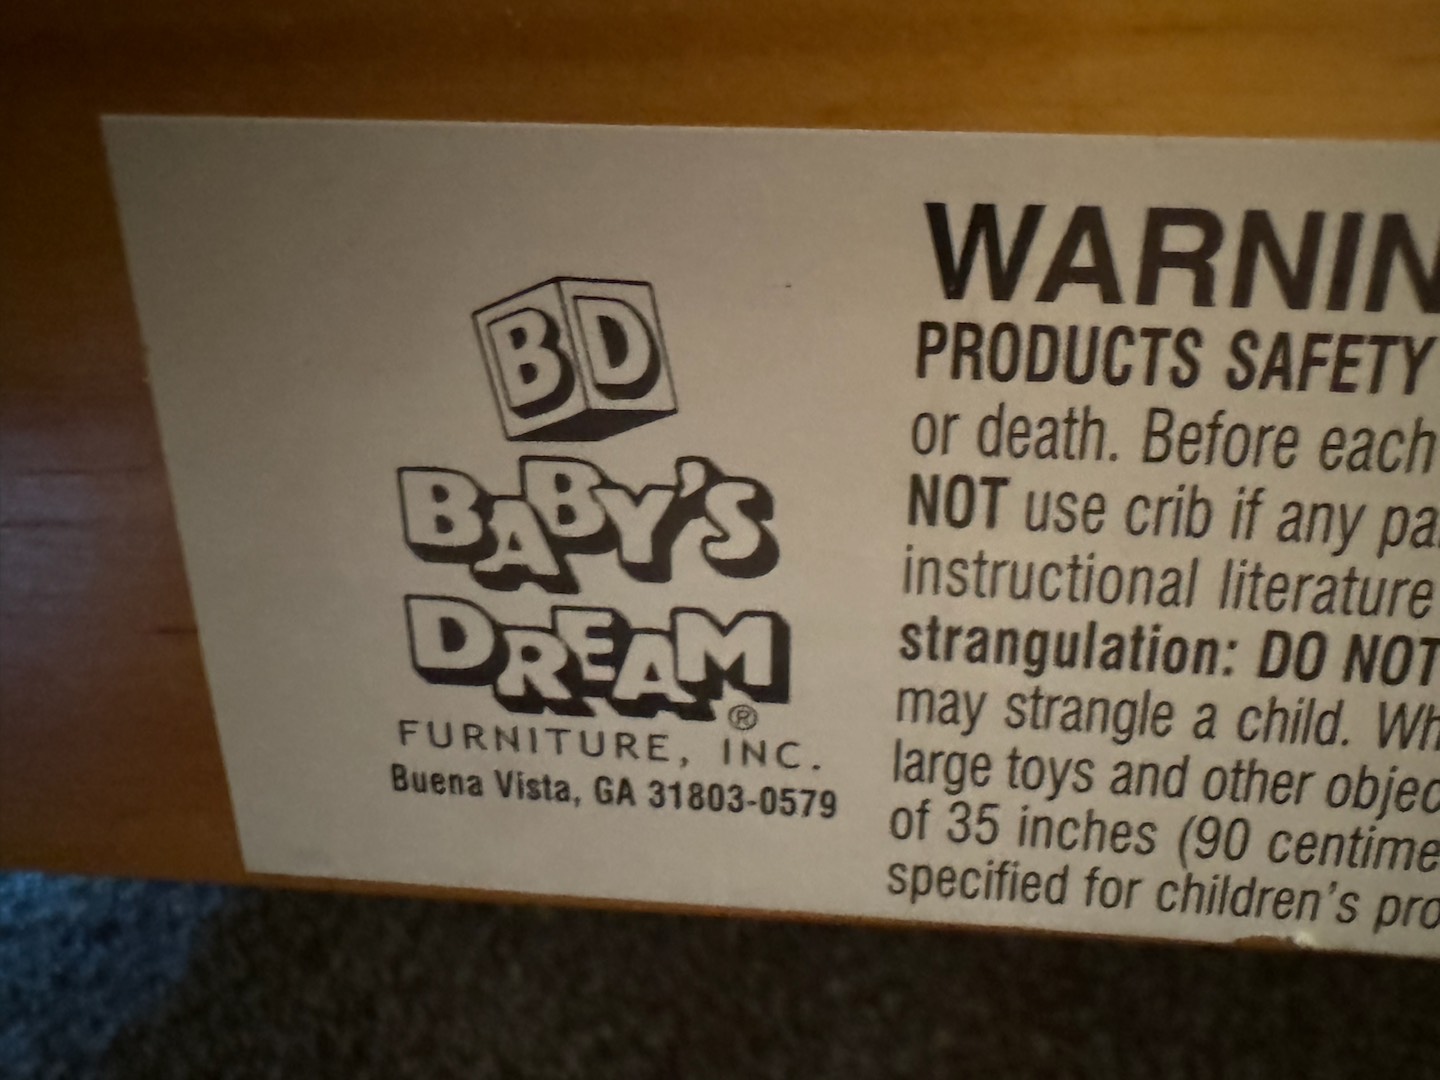 BD
BABY'S
DREAM®
FURNITURE, INC.
Buena Vista, GA 31803-0579
WARNIN
PRODUCTS SAFETY
or death. Before each
NOT use crib if any pa
instructional literature
strangulation: DO NOT
may strangle a child. Wh
large toys and other objec
of 35 inches (90 centime
specified for children's pro